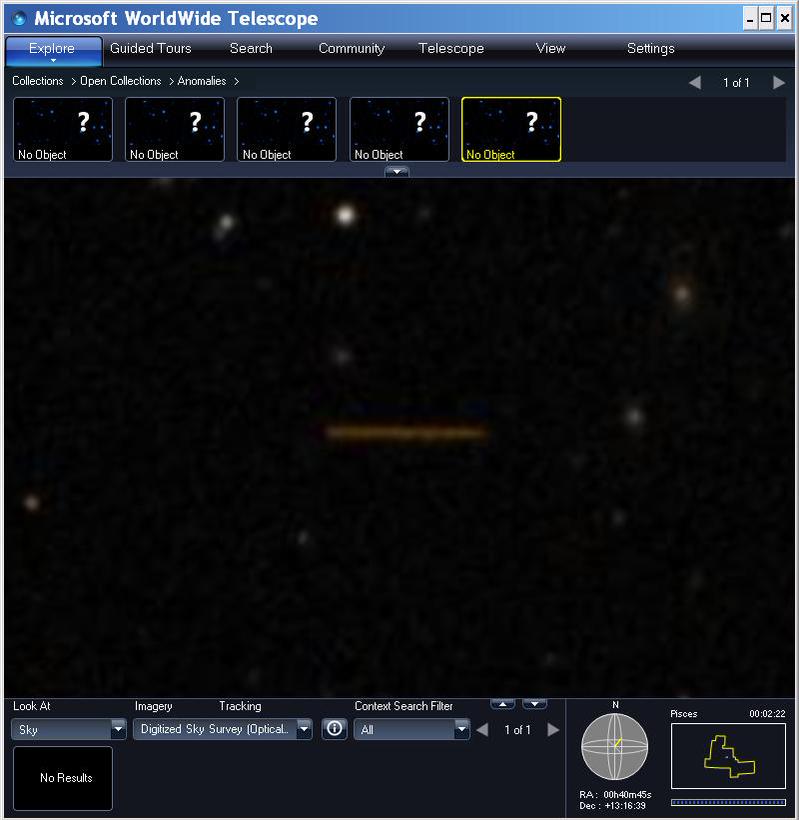 Microsoft WorldWide Telescope
Explore Guided Tours Search Community Telescope View Settings
Collections > Open Collections > Anomalies >
1 of 1
? ? ? ? ?
No Object No Object No Object No Object No Object
Look At Imagery Tracking Context Search Filter
Sky Digitized Sky Survey (Optical.. All 1 of 1
No Results
N
RA : 00h40m45s
Dec : +13:16:39
Pisces 00:02:22